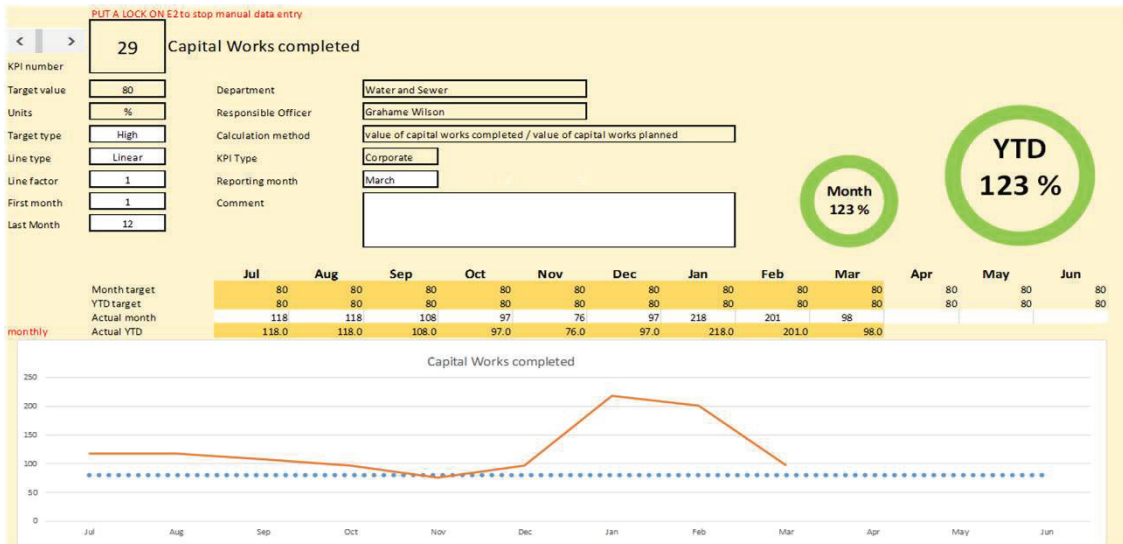 PUT A LOCK ON E2 to stop manual data entry
29 Capital Works completed
KPI number
Target value 80 Department Water and Sewer
Units % Responsible Officer Grahame Wilson
Target type High Calculation method value of capital works completed / value of capital works planned
Line type Linear KPI Type Corporate
Line factor 1 Reporting month March
First month 1 Comment
Last Month 12
Month
123 %
YTD
123 %
Jul Aug Sep Oct Nov Dec Jan Feb Mar Apr May Jun
Month target 80 80 80 80 80 80 80 80 80 80 80 80
YTD target 80 80 80 80 80 80 80 80 80 80 80 80
Actual month 118 118 108 97 76 97 218 201 98
monthly Actual YTD 118.0 118.0 108.0 97.0 76.0 97.0 218.0 201.0 98.0
Capital Works completed
250
200
150
100
50
0
Jul Aug Sep Oct Nov Dec Jan Feb Mar Apr May Jun